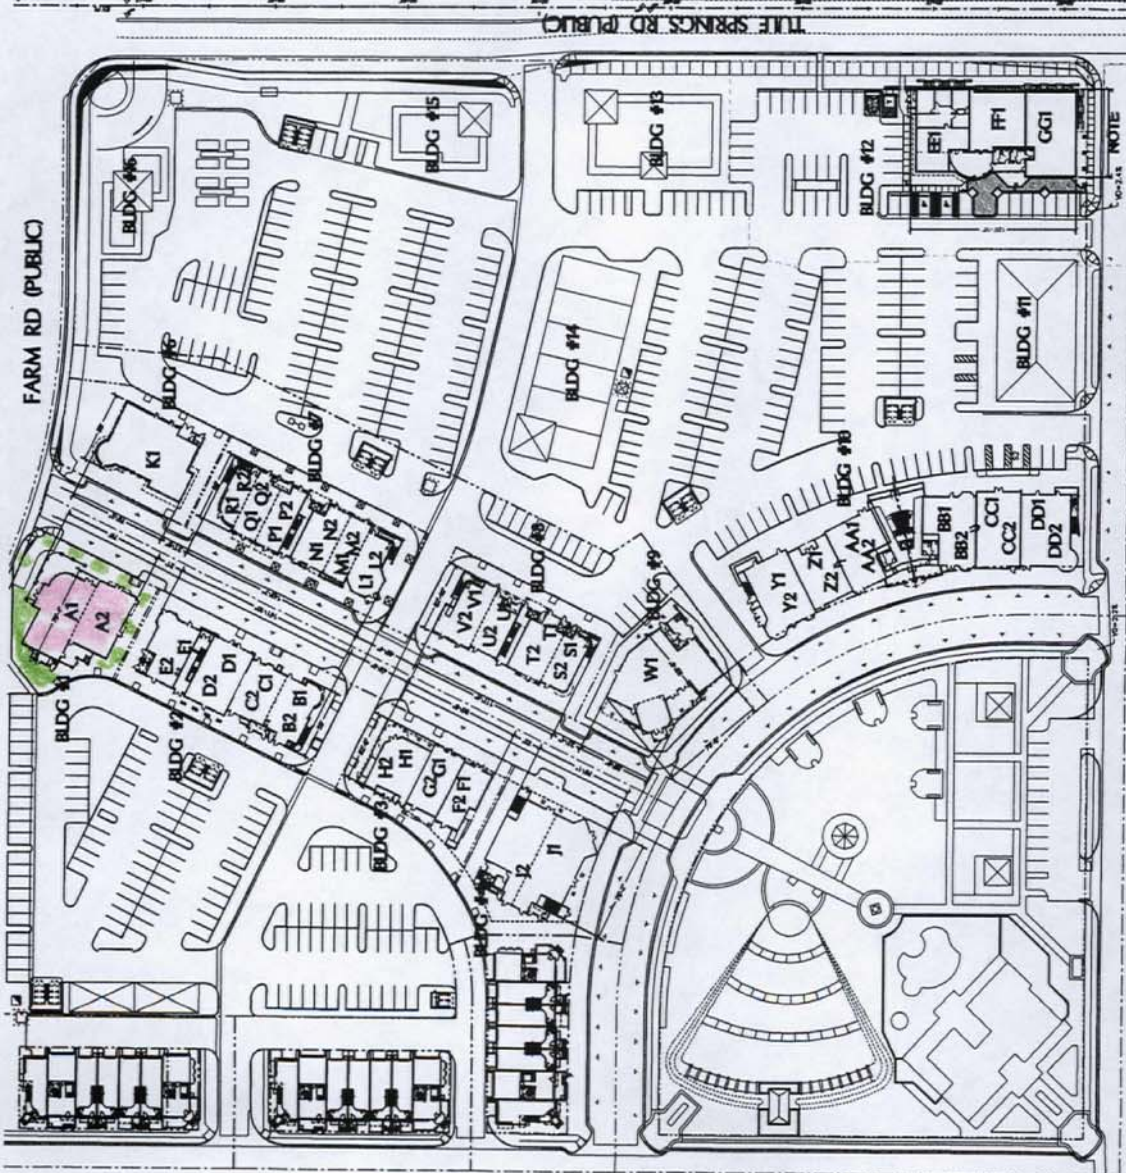 TULE SPRINGS RD (PUBLIC)
FARM RD (PUBLIC)
NOTE
BLDG #16
BLDG #15
BLDG #13
BLDG #12
EE1
FF1
GG1
BLDG #14
BLDG #11
BLDG #6
K1
BLDG #7
R1
R2
Q1
Q2
P1
P2
N1
N2
M1
M2
L1
L2
BLDG #1
A1
A2
BLDG #2
E2
E1
D2
D1
C2
C1
B2
B1
BLDG #8
V2
V1
U2
U1
T2
T1
S2
S1
BLDG #9
W1
BLDG #10
Y1
Y2
Z1
Z2
AA1
AA2
BB1
BB2
CC1
CC2
DD1
DD2
BLDG #3
H2
H1
G2
G1
F2
F1
BLDG #4